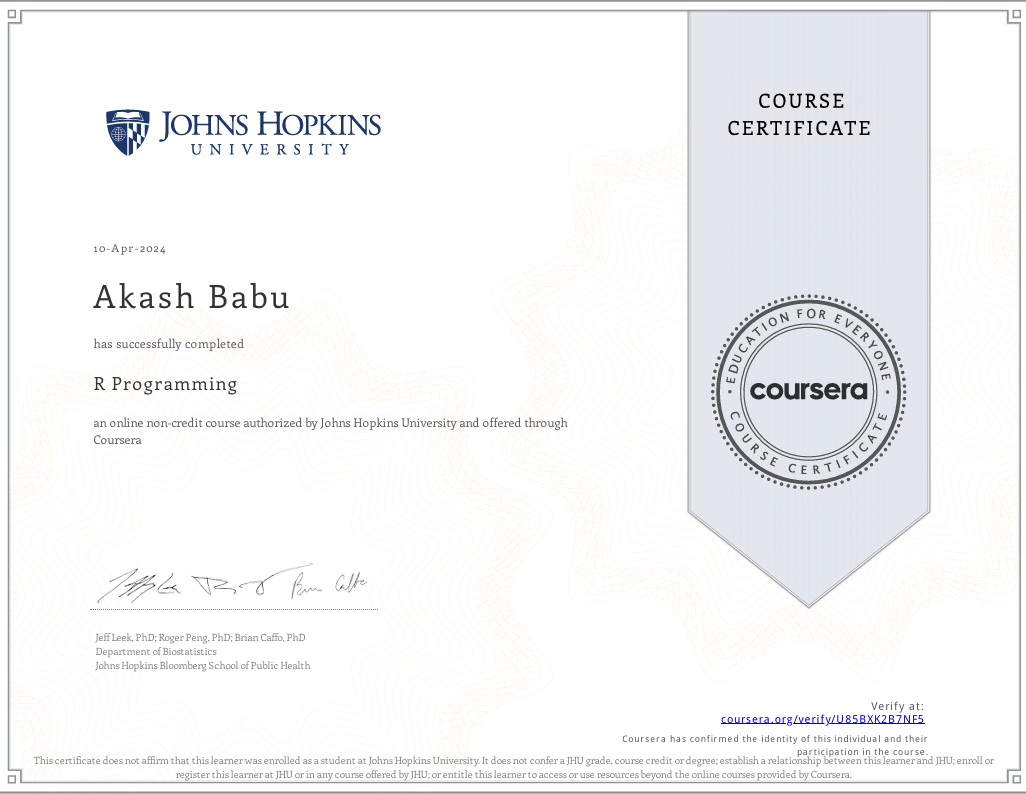 JOHNS HOPKINS
UNIVERSITY
COURSE
CERTIFICATE
10-Apr-2024
Akash Babu
has successfully completed
R Programming
an online non-credit course authorized by Johns Hopkins University and offered through
Coursera
EDUCATION FOR EVERYONE
coursera
COURSE CERTIFICATE
Jeff Leek, PhD; Roger Peng, PhD; Brian Caffo, PhD
Department of Biostatistics
Johns Hopkins Bloomberg School of Public Health
Verify at:
coursera.org/verify/U85BXK2B7NF5
Coursera has confirmed the identity of this individual and their
participation in the course.
This certificate does not affirm that this learner was enrolled as a student at Johns Hopkins University. It does not confer a JHU grade, course credit or degree; establish a relationship between this learner and JHU; enroll or
register this learner at JHU or in any course offered by JHU; or entitle this learner to access or use resources beyond the online courses provided by Coursera.